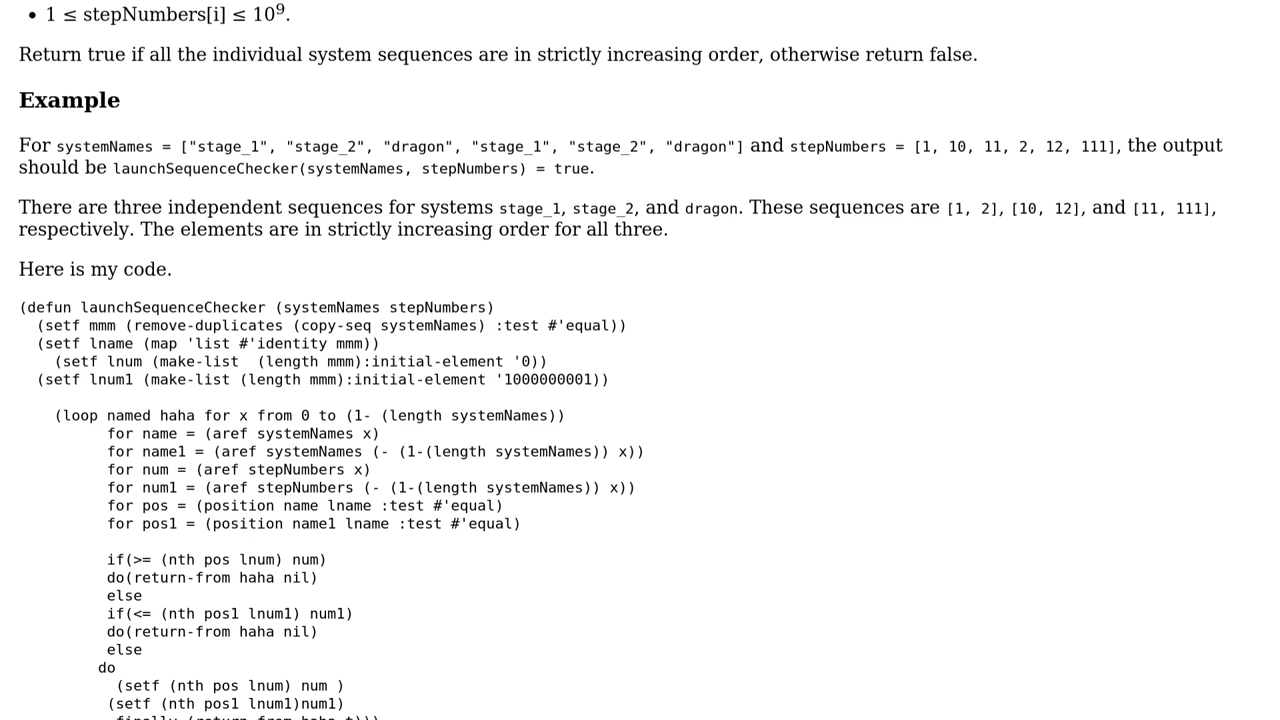 • 1 ≤ stepNumbers[i] ≤ 10⁹.
Return true if all the individual system sequences are in strictly increasing order, otherwise return false.
Example
For systemNames = ["stage_1", "stage_2", "dragon", "stage_1", "stage_2", "dragon"] and stepNumbers = [1, 10, 11, 2, 12, 111], the output
should be launchSequenceChecker(systemNames, stepNumbers) = true.
There are three independent sequences for systems stage_1, stage_2, and dragon. These sequences are [1, 2], [10, 12], and [11, 111],
respectively. The elements are in strictly increasing order for all three.
Here is my code.
(defun launchSequenceChecker (systemNames stepNumbers)
  (setf mmm (remove-duplicates (copy-seq systemNames) :test #'equal))
  (setf lname (map 'list #'identity mmm))
    (setf lnum (make-list  (length mmm):initial-element '0))
  (setf lnum1 (make-list (length mmm):initial-element '1000000001))
    (loop named haha for x from 0 to (1- (length systemNames))
          for name = (aref systemNames x)
          for name1 = (aref systemNames (- (1-(length systemNames)) x))
          for num = (aref stepNumbers x)
          for num1 = (aref stepNumbers (- (1-(length systemNames)) x))
          for pos = (position name lname :test #'equal)
          for pos1 = (position name1 lname :test #'equal)
          if(>= (nth pos lnum) num)
          do(return-from haha nil)
          else
          if(<= (nth pos1 lnum1) num1)
          do(return-from haha nil)
          else
         do
           (setf (nth pos lnum) num )
          (setf (nth pos1 lnum1)num1)
           finally (return-from haha t)))